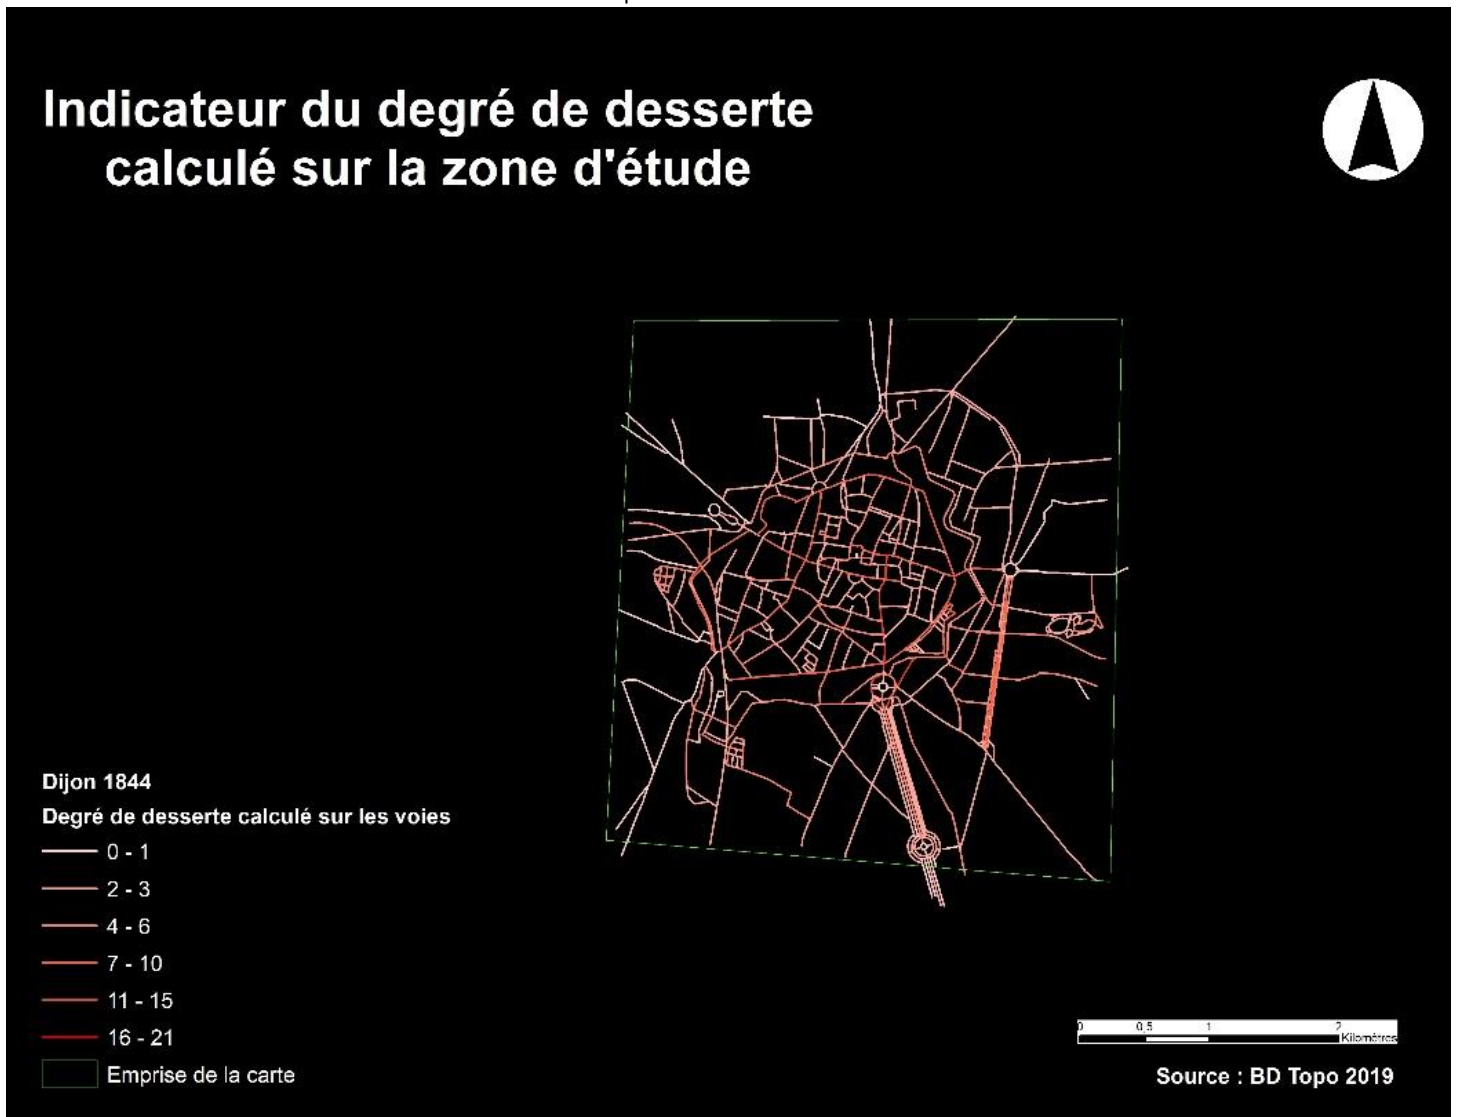 Indicateur du degré de desserte
calculé sur la zone d'étude
Dijon 1844
Degré de desserte calculé sur les voies
0 - 1
2 - 3
4 - 6
7 - 10
11 - 15
16 - 21
Emprise de la carte
0 0,5 1 2
Kilomètres
Source : BD Topo 2019